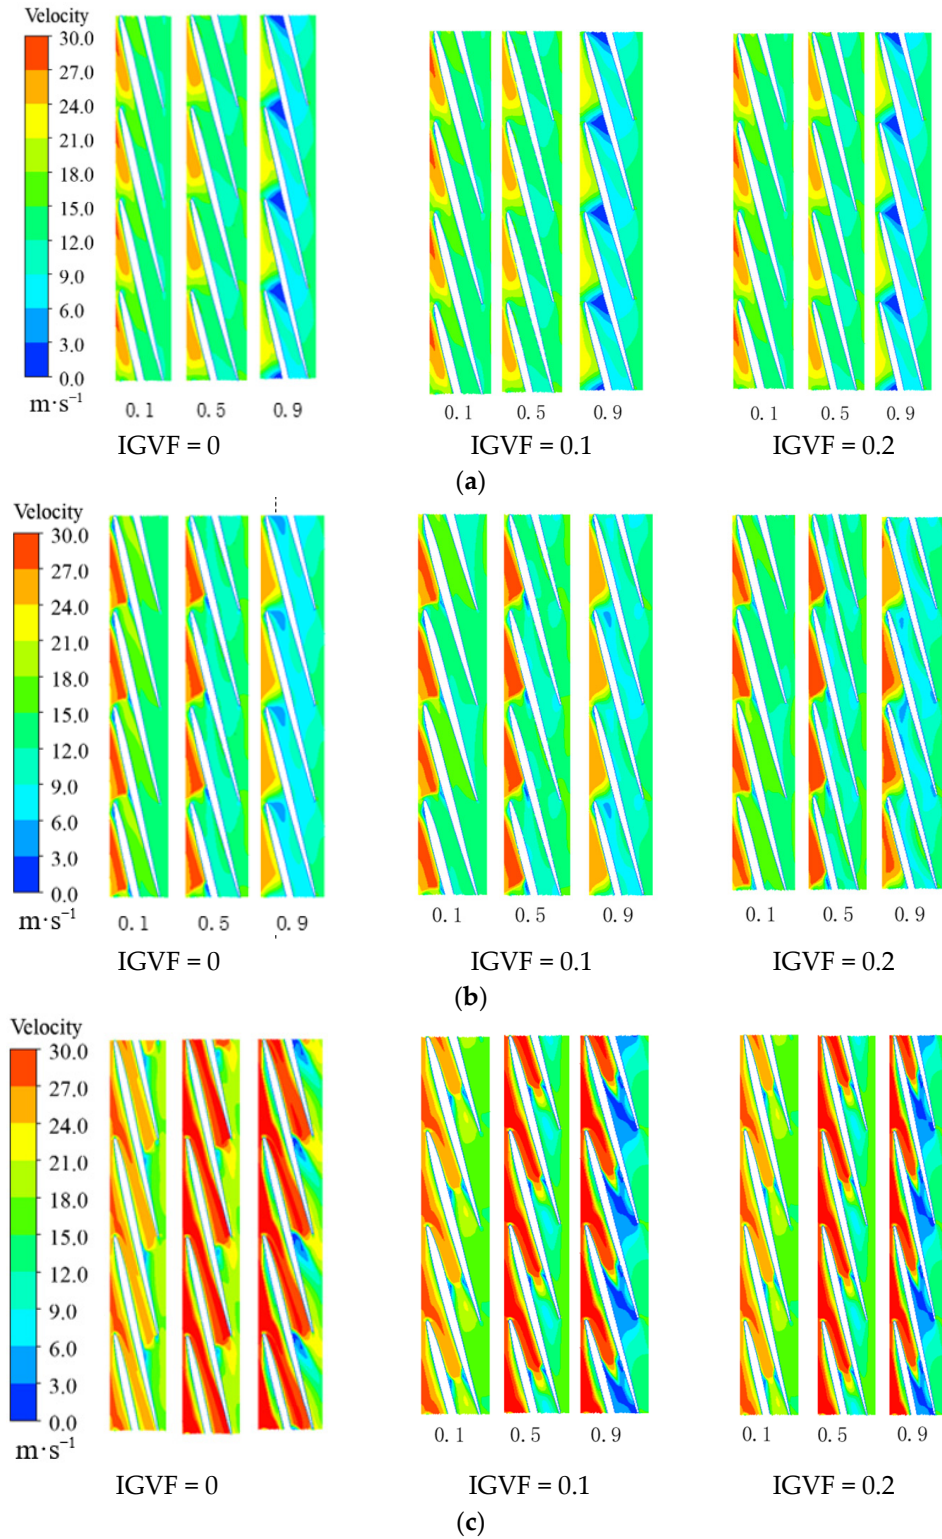 Velocity
30.0
27.0
24.0
21.0
18.0
15.0
12.0
9.0
6.0
3.0
0.0
m·s⁻¹
0.1 0.5 0.9
0.1 0.5 0.9
0.1 0.5 0.9
IGVF = 0
IGVF = 0.1
IGVF = 0.2
(a)
Velocity
30.0
27.0
24.0
21.0
18.0
15.0
12.0
9.0
6.0
3.0
0.0
m·s⁻¹
0.1 0.5 0.9
0.1 0.5 0.9
0.1 0.5 0.9
IGVF = 0
IGVF = 0.1
IGVF = 0.2
(b)
Velocity
30.0
27.0
24.0
21.0
18.0
15.0
12.0
9.0
6.0
3.0
0.0
m·s⁻¹
0.1 0.5 0.9
0.1 0.5 0.9
IGVF = 0
IGVF = 0.1
IGVF = 0.2
(c)